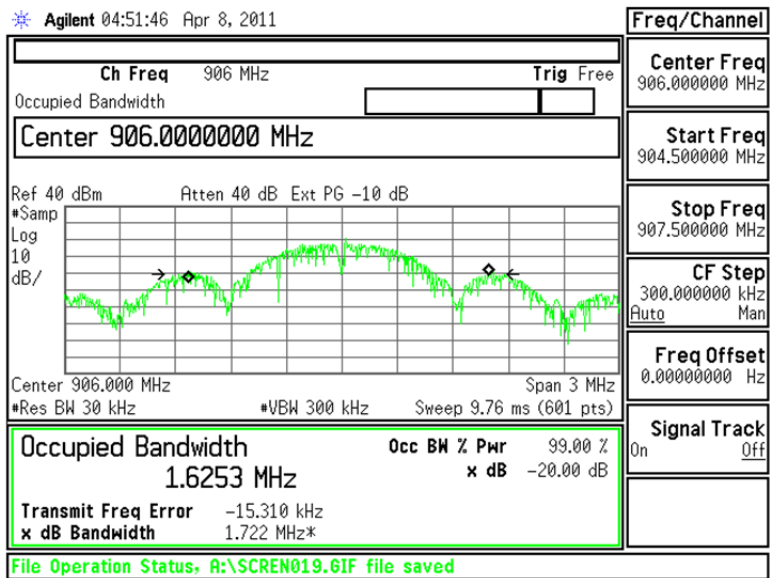 Agilent 04:51:46 Apr 8, 2011
Freq/Channel
Ch Freq 906 MHz Trig Free
Occupied Bandwidth
Center 906.0000000 MHz
Ref 40 dBm Atten 40 dB Ext PG -10 dB
#Samp
Log
10
dB/
Center 906.000 MHz Span 3 MHz
#Res BW 30 kHz #VBW 300 kHz Sweep 9.76 ms (601 pts)
Occupied Bandwidth
1.6253 MHz
Occ BW % Pwr 99.00 %
x dB -20.00 dB
Transmit Freq Error -15.310 kHz
x dB Bandwidth 1.722 MHz*
File Operation Status, A:\SCREN019.GIF file saved
Center Freq
906.000000 MHz
Start Freq
904.500000 MHz
Stop Freq
907.500000 MHz
CF Step
300.000000 kHz
Auto Man
Freq Offset
0.00000000 Hz
Signal Track
On Off